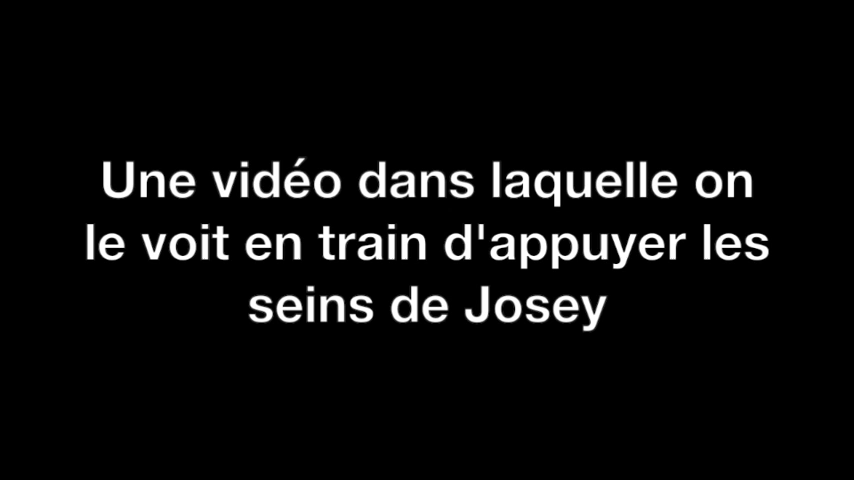 Une vidéo dans laquelle on
le voit en train d'appuyer les
seins de Josey